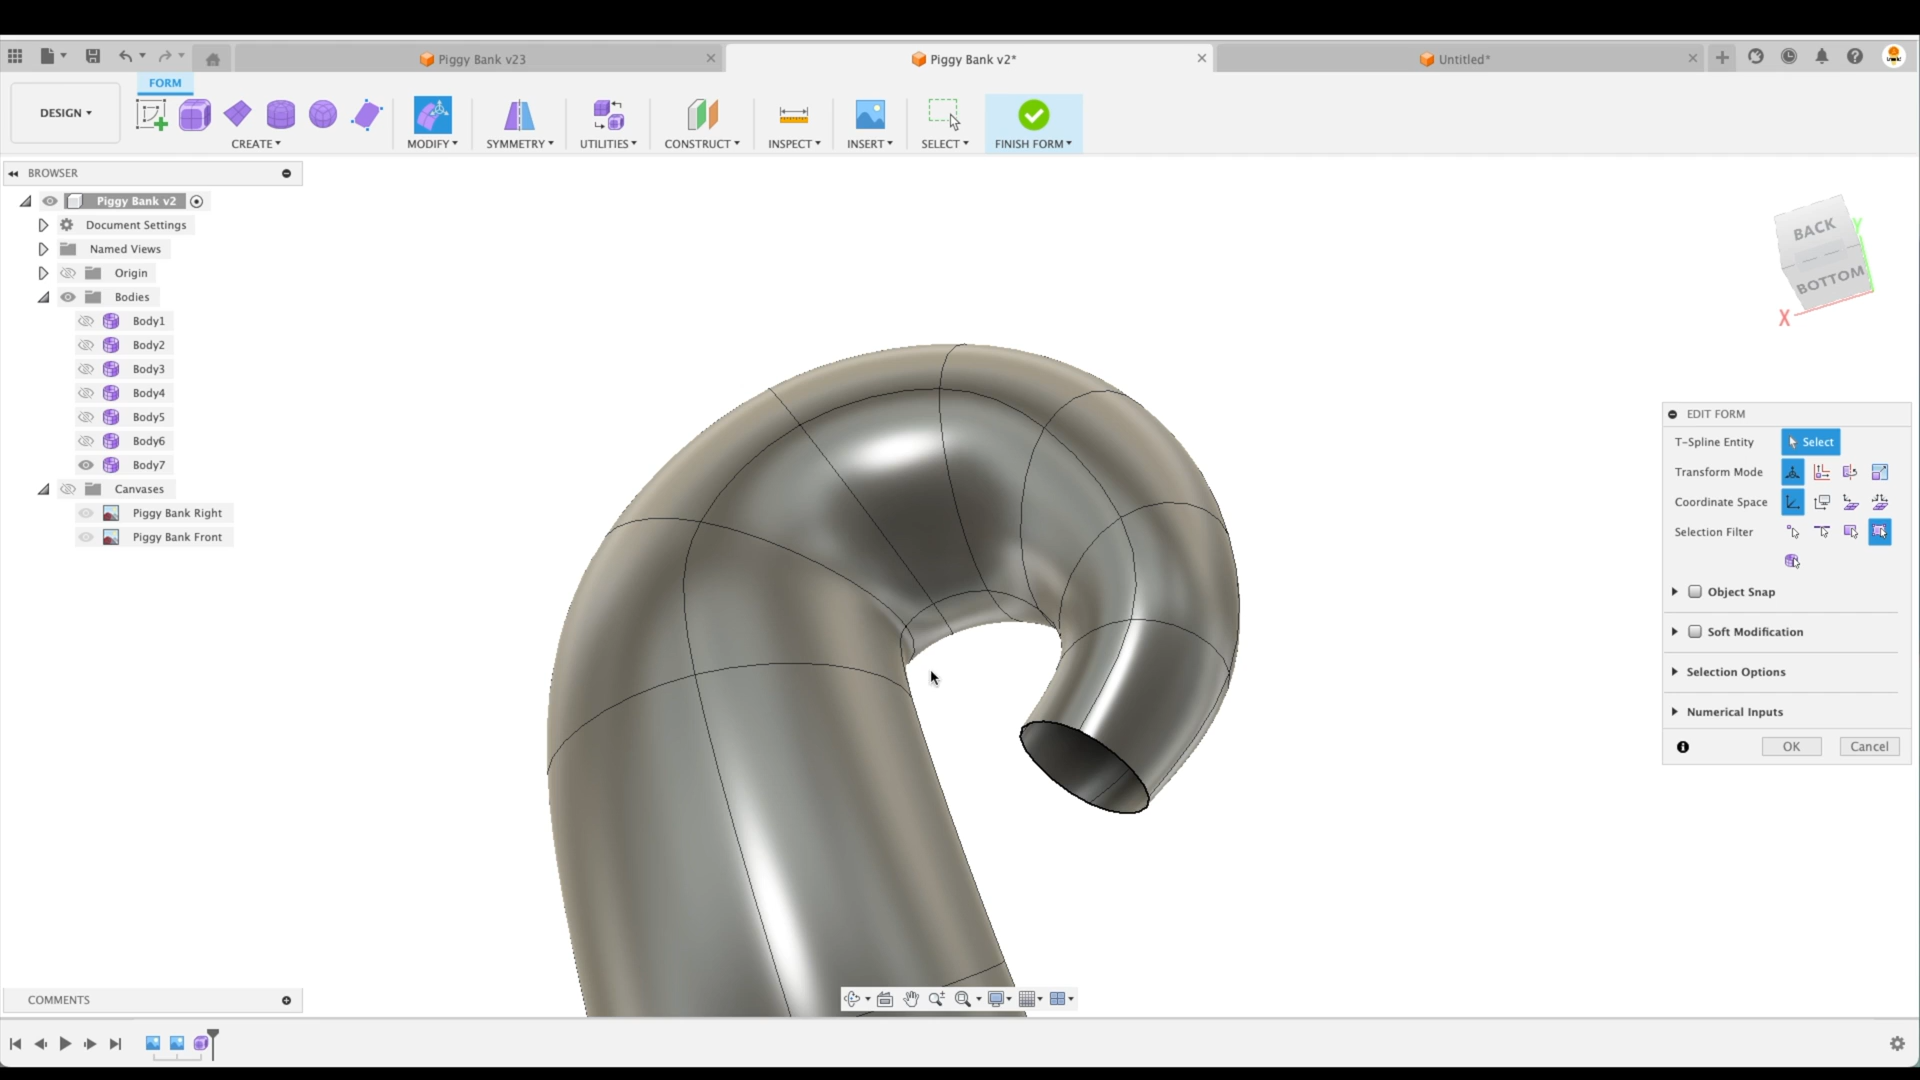 Piggy Bank v23
Piggy Bank v2*
Untitled*
FORM
DESIGN
CREATE
MODIFY
SYMMETRY
UTILITIES
CONSTRUCT
INSPECT
INSERT
SELECT
FINISH FORM
BROWSER
Piggy Bank v2
Document Settings
Named Views
Origin
Bodies
Body1
Body2
Body3
Body4
Body5
Body6
Body7
Canvases
Piggy Bank Right
Piggy Bank Front
BACK
BOTTOM
Y
X
EDIT FORM
T-Spline Entity
Select
Transform Mode
Coordinate Space
Selection Filter
Object Snap
Soft Modification
Selection Options
Numerical Inputs
OK
Cancel
COMMENTS